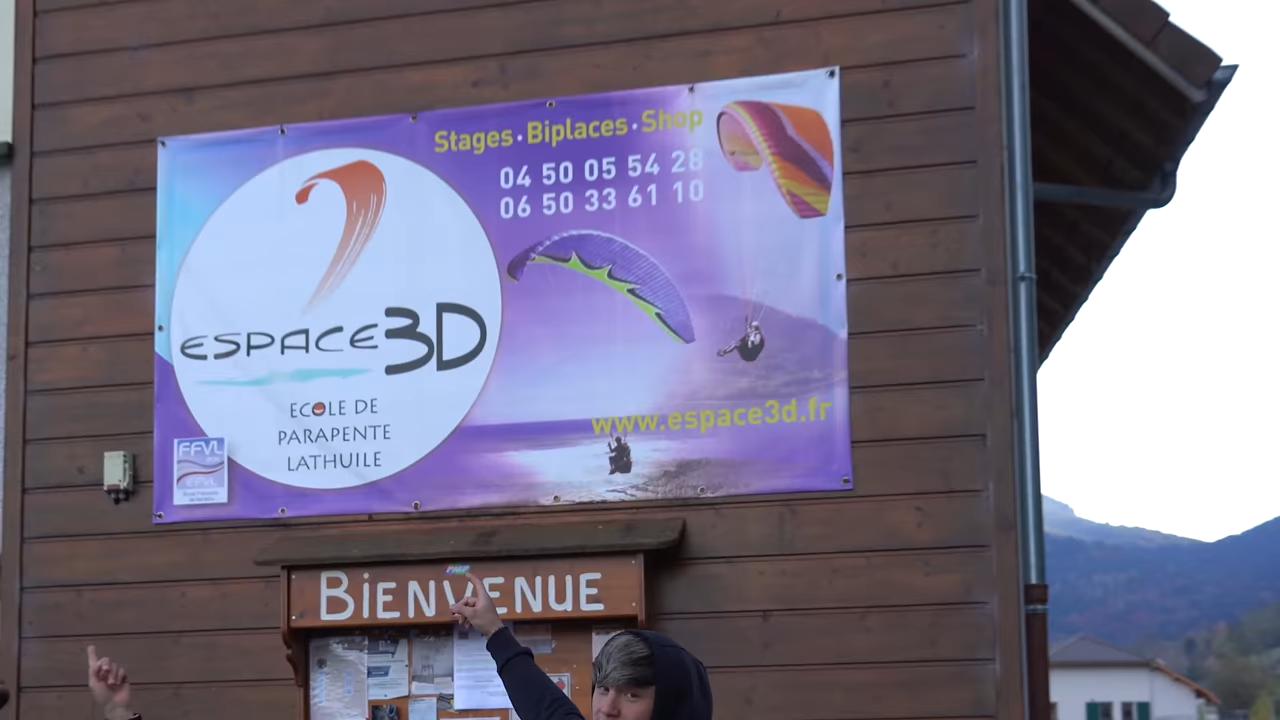 Stages · Biplaces · Shop
04 50 05 54 28
06 50 33 61 10
ESPACE3D
ECOLE DE
PARAPENTE
LATHUILE
www.espace3d.fr
FFVL
EFVL
BIENVENUE